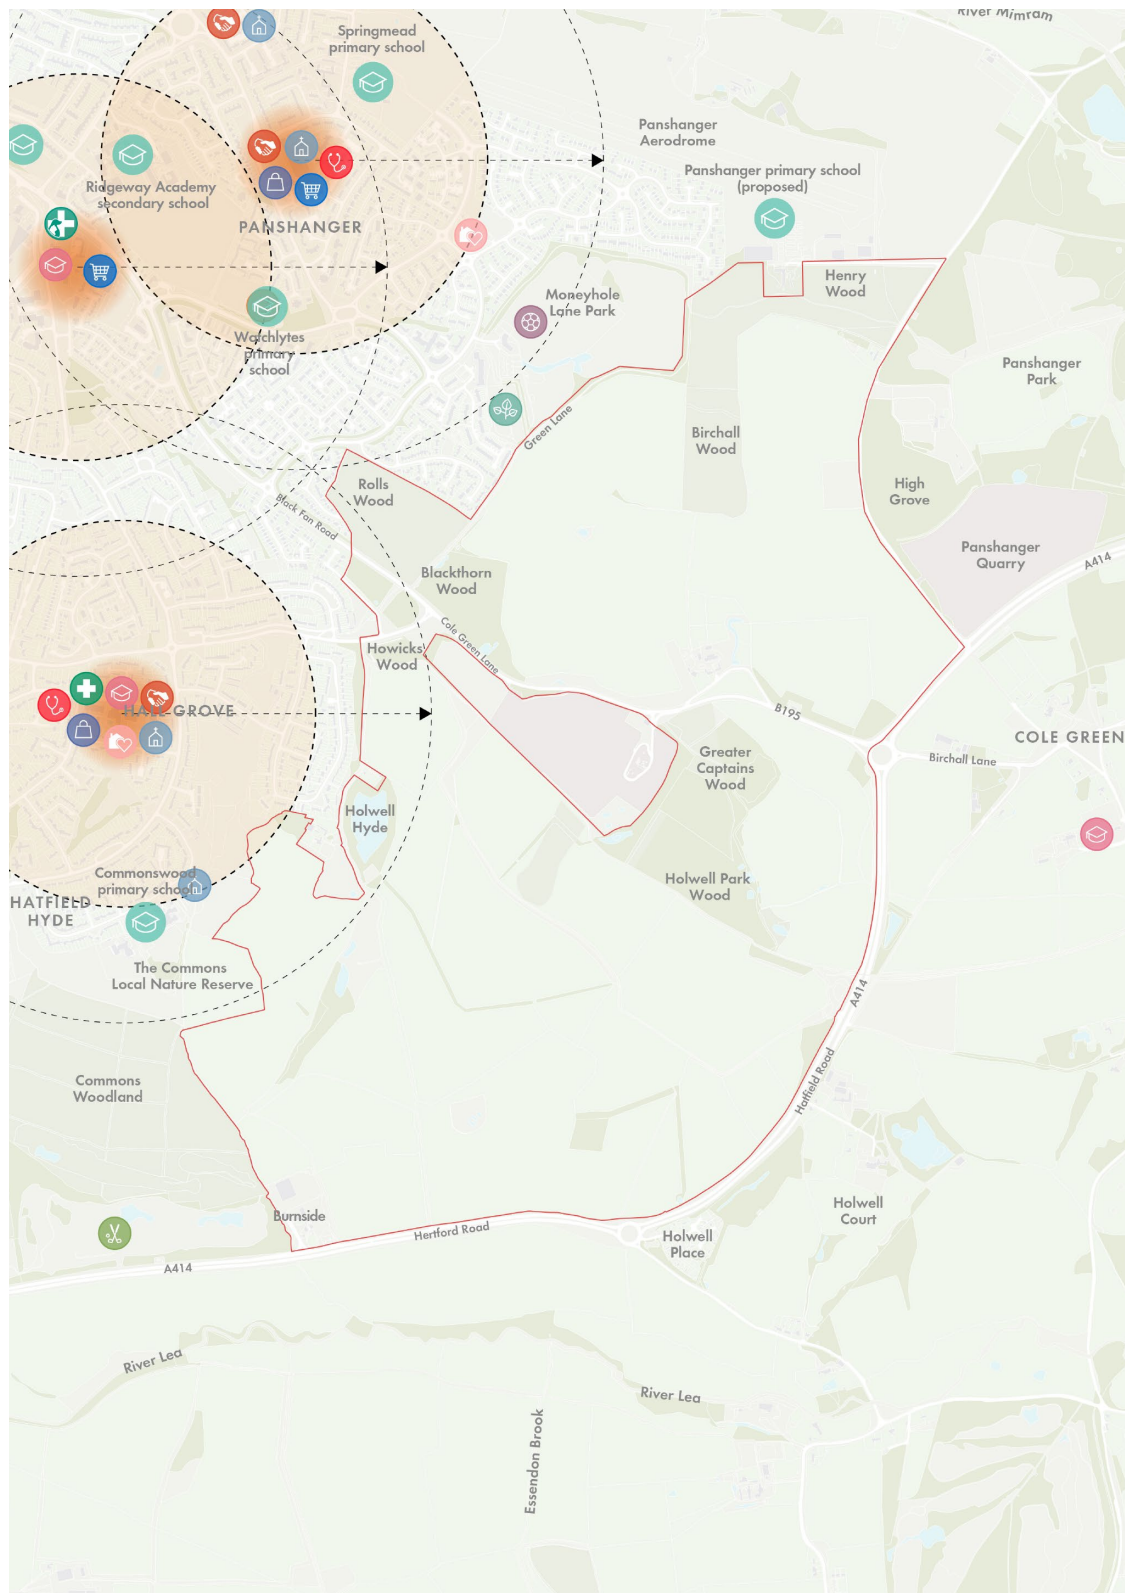 River Mimram
Springmead
primary school
Panshanger
Aerodrome
Panshanger primary school
(proposed)
Ridgeway Academy
secondary school
PANSHANGER
Henry
Wood
Moneyhole
Lane Park
Watchlytes
primary
school
Panshanger
Park
Green Lane
Birchall
Wood
Rolls
Wood
High
Grove
Black Fan Road
Panshanger
Quarry
A414
Blackthorn
Wood
Cole Green Lane
Howicks
Wood
HALL GROVE
B195
COLE GREEN
Greater
Captains
Wood
Birchall Lane
Holwell
Hyde
Commonswood
primary school
Holwell Park
Wood
HATFIELD
HYDE
The Commons
Local Nature Reserve
A414
Commons
Woodland
Hatfield Road
Burnside
Hertford Road
Holwell
Court
Holwell
Place
A414
River Lea
River Lea
Essendon Brook